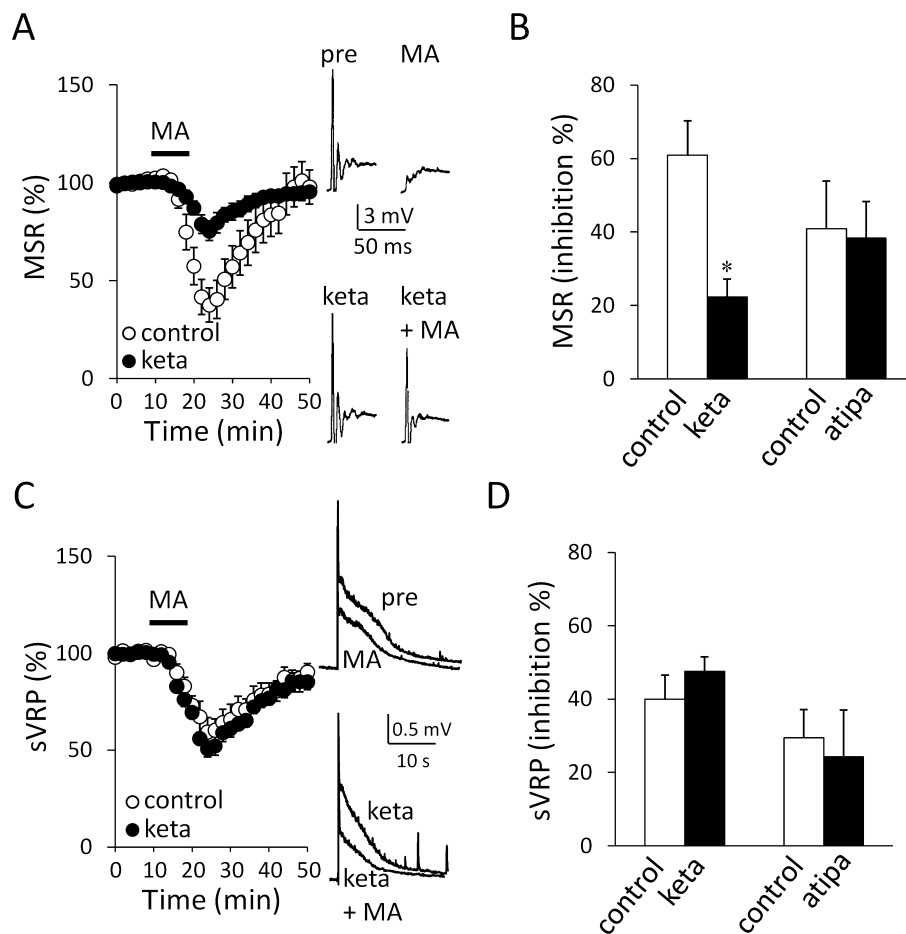 A
pre
MA
150
MA
100
MSR (%)
3 mV
50 ms
50
keta
keta
+ MA
control
keta
0
0 10 20 30 40 50
Time (min)
B
80
60
MSR (inhibition %)
40
*
20
0
control
keta
control
atipa
C
150
MA
pre
100
MA
sVRP (%)
0.5 mV
10 s
50
control
keta
keta
0
keta
+ MA
0 10 20 30 40 50
Time (min)
D
80
60
sVRP (inhibition %)
40
20
0
control
keta
control
atipa